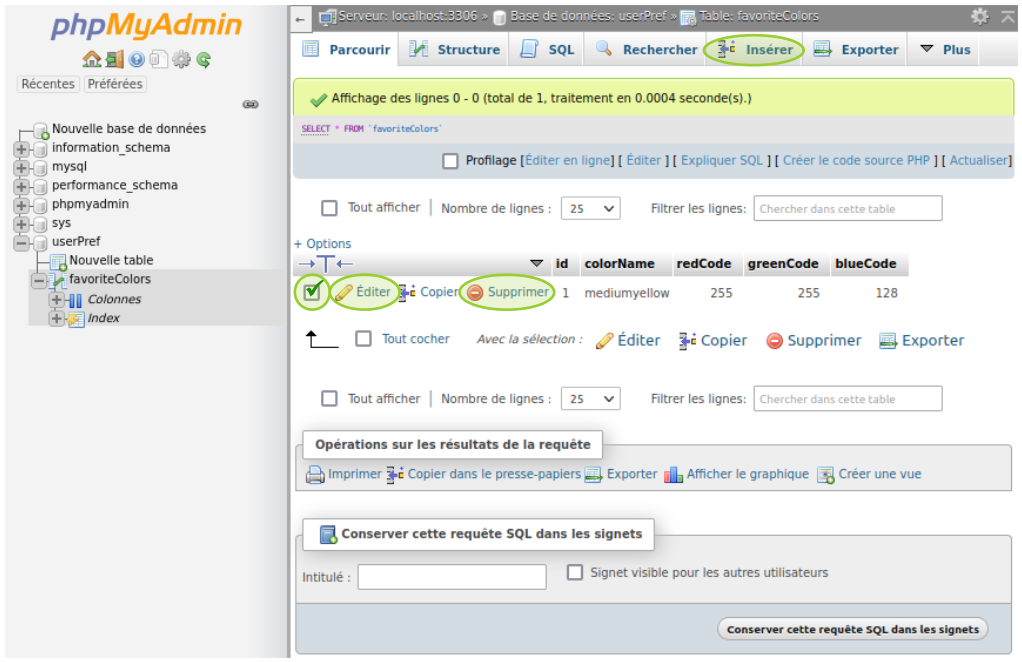 phpMyAdmin
Récentes Préférées
Nouvelle base de données
information_schema
mysql
performance_schema
phpmyadmin
sys
userPref
Nouvelle table
favoriteColors
Colonnes
Index
Serveur: localhost:3306 » Base de données: userPref » Table: favoriteColors
Parcourir Structure SQL Rechercher Insérer Exporter Plus
Affichage des lignes 0 - 0 (total de 1, traitement en 0.0004 seconde(s).)
SELECT * FROM `favoriteColors`
Profilage [Éditer en ligne] [ Éditer ] [ Expliquer SQL ] [ Créer le code source PHP ] [ Actualiser]
Tout afficher | Nombre de lignes : 25 Filtrer les lignes: Chercher dans cette table
+ Options
id colorName redCode greenCode blueCode
Éditer Copier Supprimer 1 mediumyellow 255 255 128
Tout cocher Avec la sélection : Éditer Copier Supprimer Exporter
Tout afficher | Nombre de lignes : 25 Filtrer les lignes: Chercher dans cette table
Opérations sur les résultats de la requête
Imprimer Copier dans le presse-papiers Exporter Afficher le graphique Créer une vue
Conserver cette requête SQL dans les signets
Intitulé : Signet visible pour les autres utilisateurs
Conserver cette requête SQL dans les signets